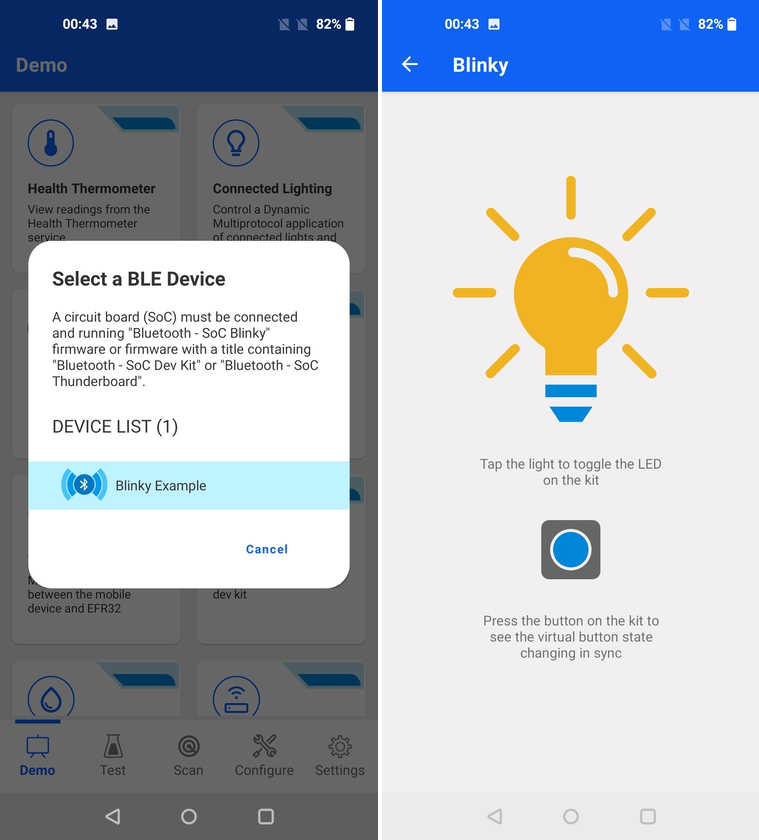 00:43
82%
Demo
Health Thermometer
View readings from the
Health Thermometer
service
Connected Lighting
Control a Dynamic
Multiprotocol application
of connected lights and
Select a BLE Device
A circuit board (SoC) must be connected
and running "Bluetooth - SoC Blinky"
firmware or firmware with a title containing
"Bluetooth - SoC Dev Kit" or "Bluetooth - SoC
Thunderboard".
DEVICE LIST (1)
Blinky Example
Cancel
between the mobile
device and EFR32
dev kit
Demo
Test
Scan
Configure
Settings
00:43
82%
Blinky
Tap the light to toggle the LED
on the kit
Press the button on the kit to
see the virtual button state
changing in sync